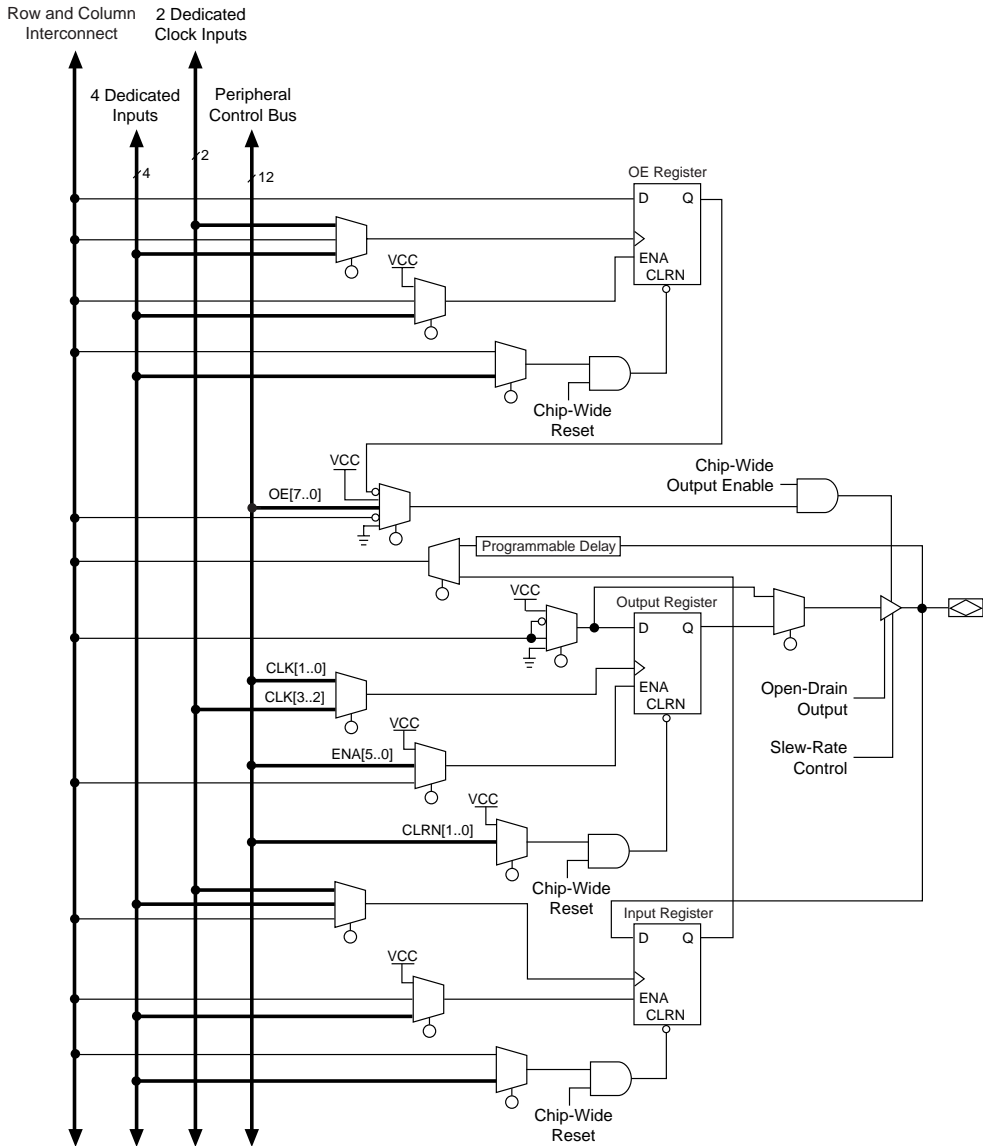 Row and Column
Interconnect
2 Dedicated
Clock Inputs
4 Dedicated
Inputs
Peripheral
Control Bus
2
4
12
OE Register
D Q
ENA
CLRN
VCC
Chip-Wide
Reset
VCC
OE[7..0]
Chip-Wide
Output Enable
Programmable Delay
VCC
Output Register
D Q
ENA
CLRN
CLK[1..0]
CLK[3..2]
VCC
ENA[5..0]
Open-Drain
Output
Slew-Rate
Control
VCC
CLRN[1..0]
Chip-Wide
Reset
Input Register
D Q
ENA
CLRN
VCC
Chip-Wide
Reset